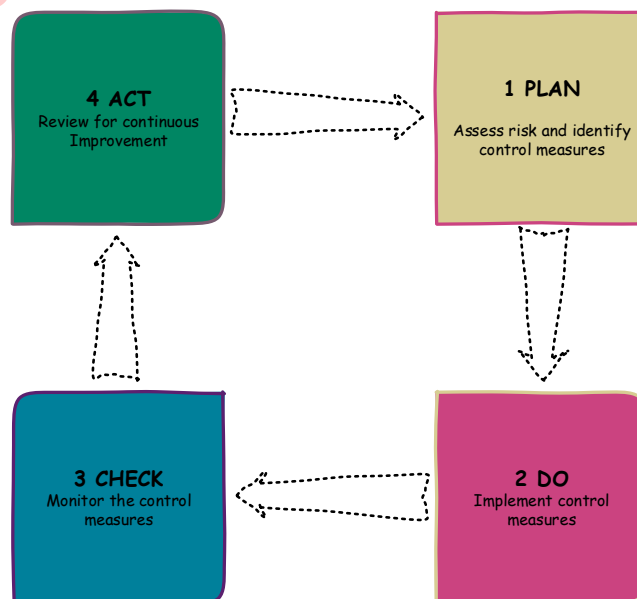 4 ACT
Review for continuous
Improvement
1 PLAN
Assess risk and identify
control measures
3 CHECK
Monitor the control
measures
2 DO
Implement control
measures